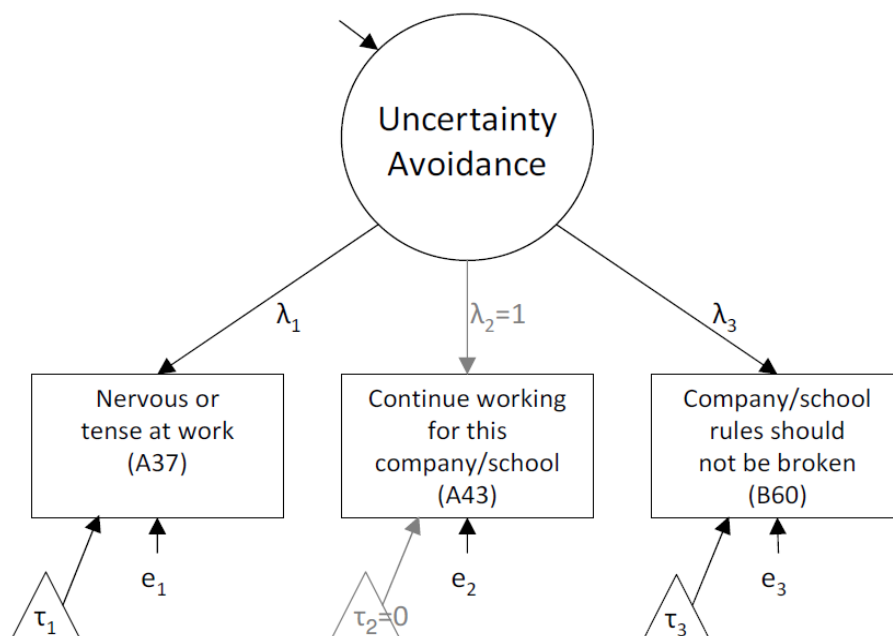 Uncertainty
Avoidance
λ₁
λ₂=1
λ₃
Nervous or
tense at work
(A37)
Continue working
for this
company/school
(A43)
Company/school
rules should
not be broken
(B60)
e₁
e₂
e₃
τ₁
τ₂=0
τ₃